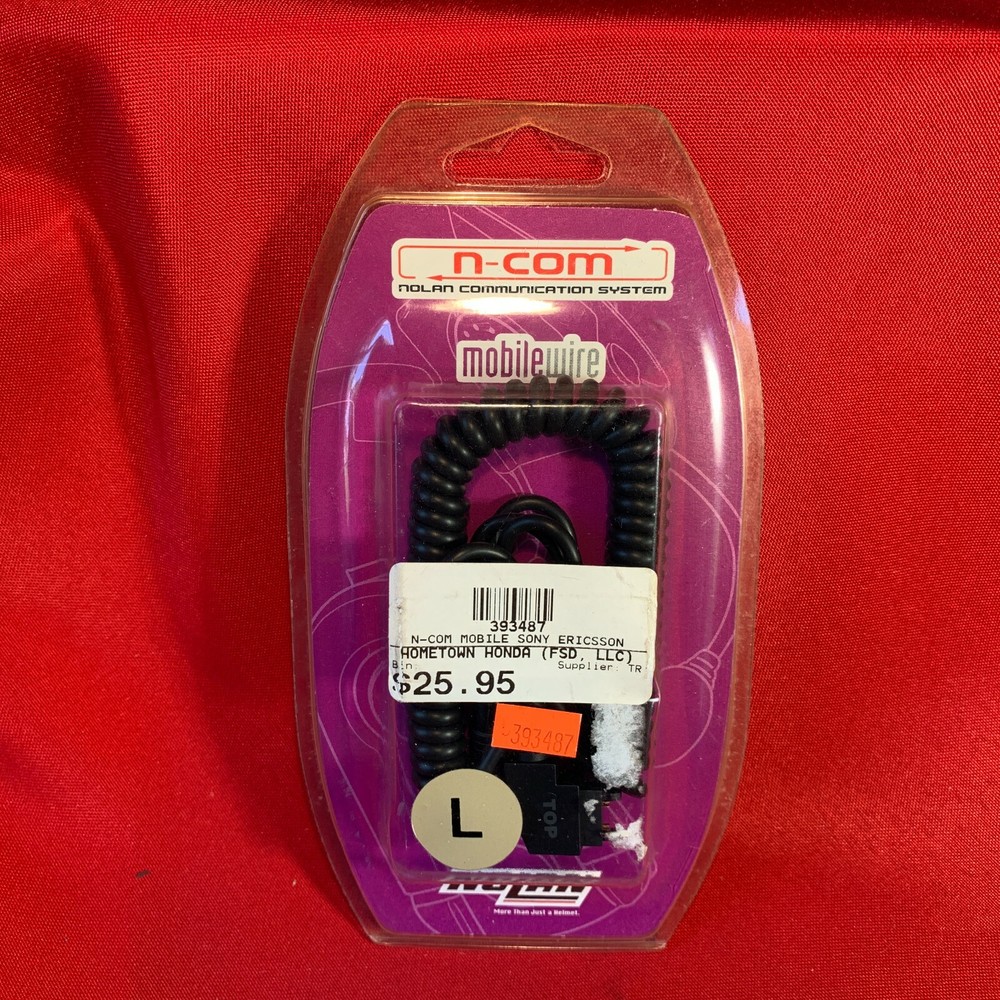 n-com
NOLAN COMMUNICATION SYSTEM
mobilewire
393487
N-COM MOBILE SONY ERICSSON
HOMETOWN HONDA (FSD, LLC)
Bin: Supplier: TR
$25.95
-393487
L
TOP
NOLAN
More Than Just a Helmet.